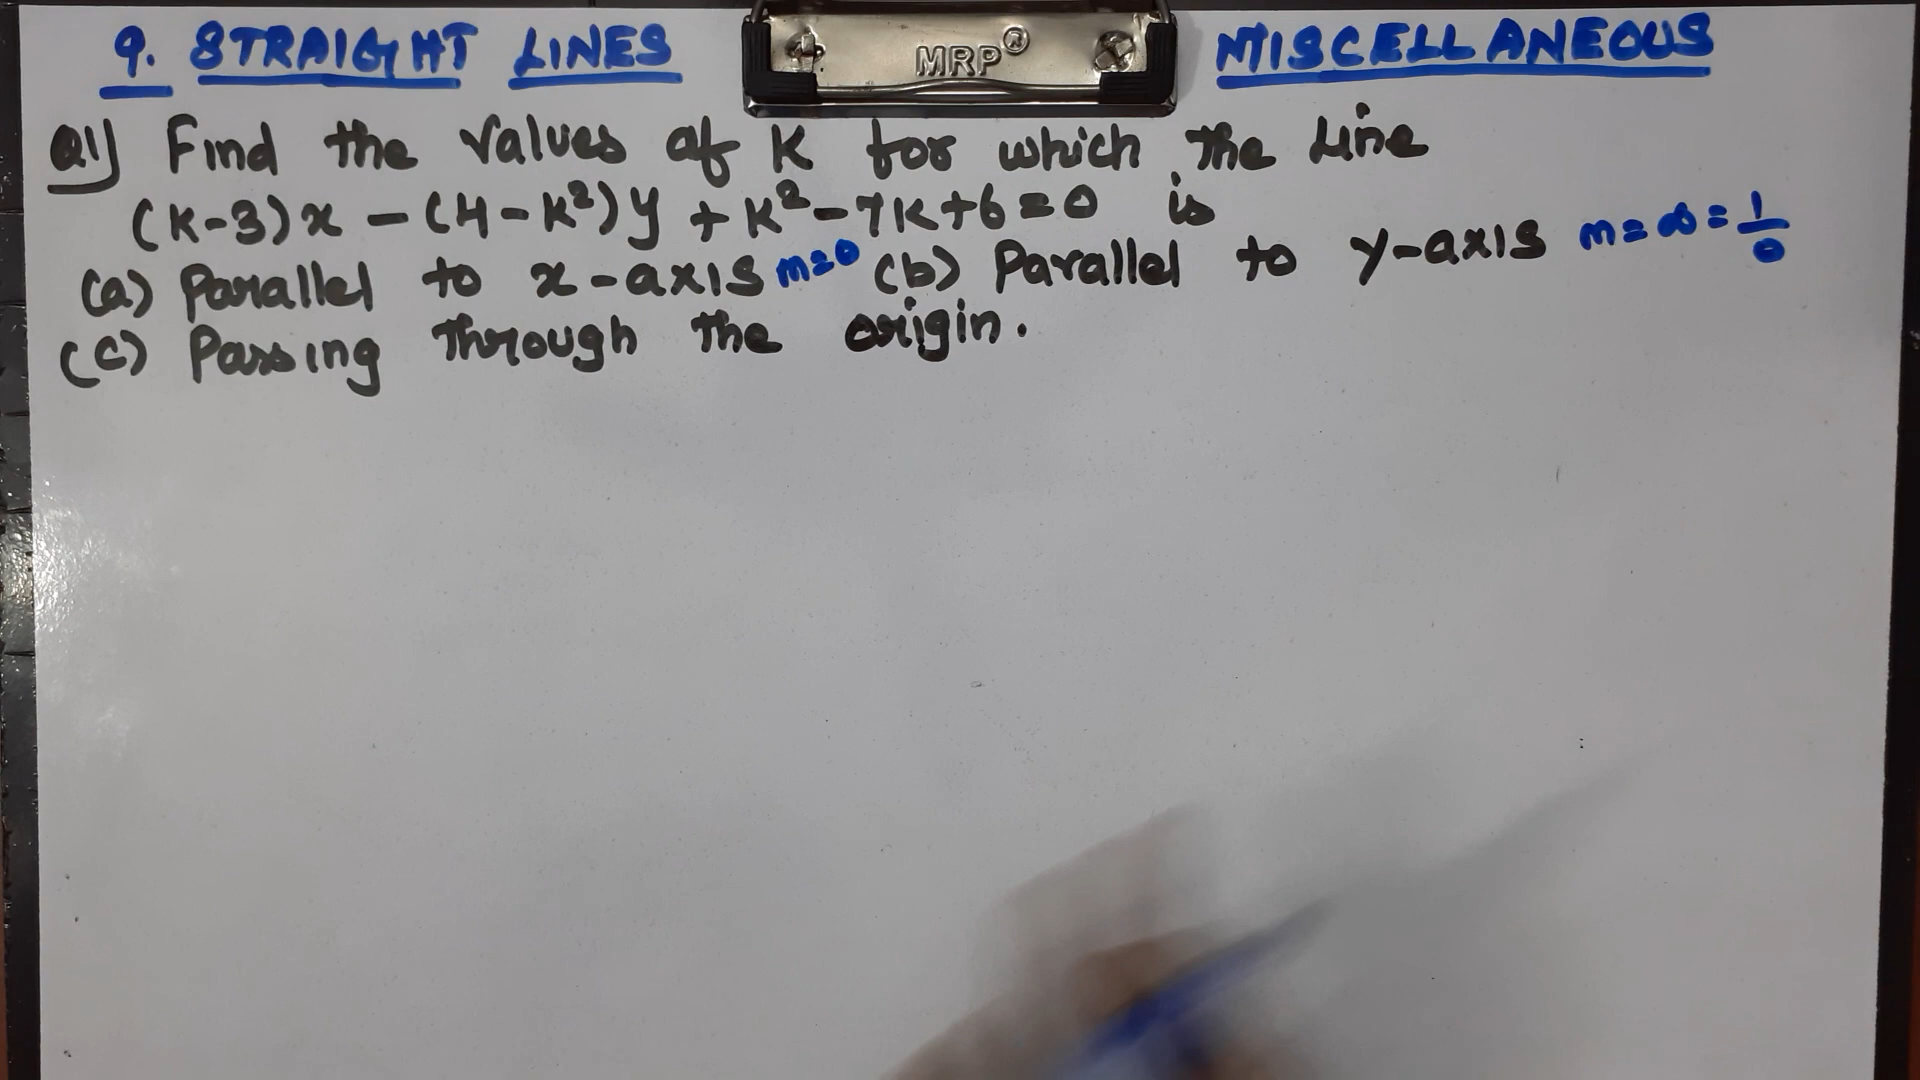 9. STRAIGHT LINES
MRP®
MISCELLANEOUS
Q1) Find the values of K for which the line
(K-3)x - (4-K²)y + K²-7K+6=0 is
(a) Parallel to x-axis m=0 (b) Parallel to y-axis m=∞=1/0
(c) Passing through the origin.